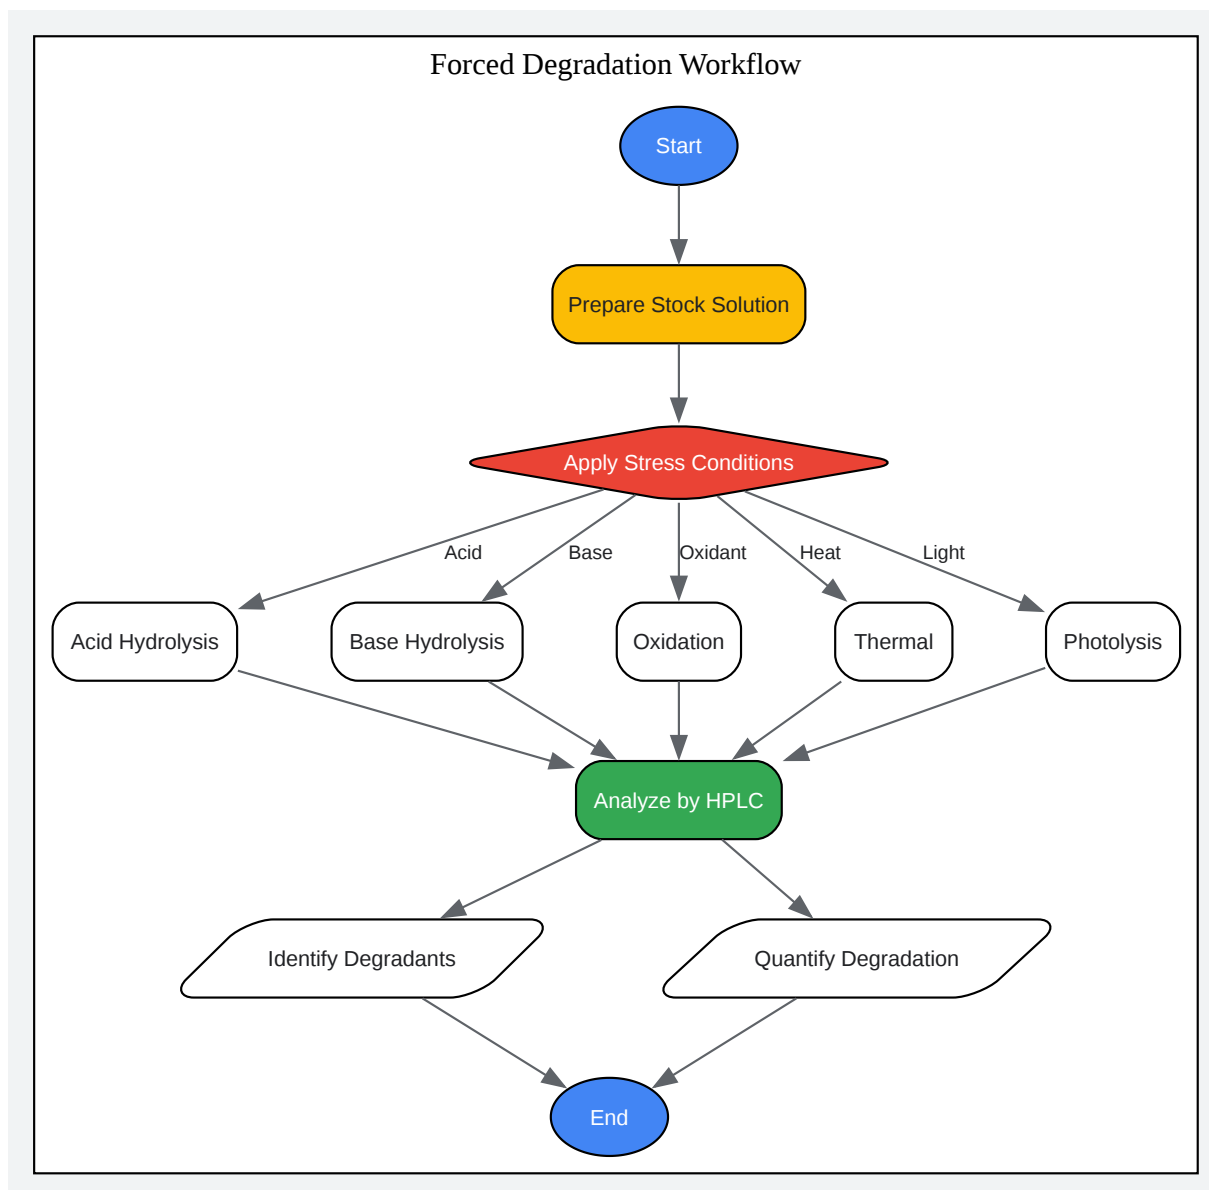 Forced Degradation Workflow
Start
Prepare Stock Solution
Apply Stress Conditions
Acid
Base
Oxidant
Heat
Light
Acid Hydrolysis
Base Hydrolysis
Oxidation
Thermal
Photolysis
Analyze by HPLC
Identify Degradants
Quantify Degradation
End